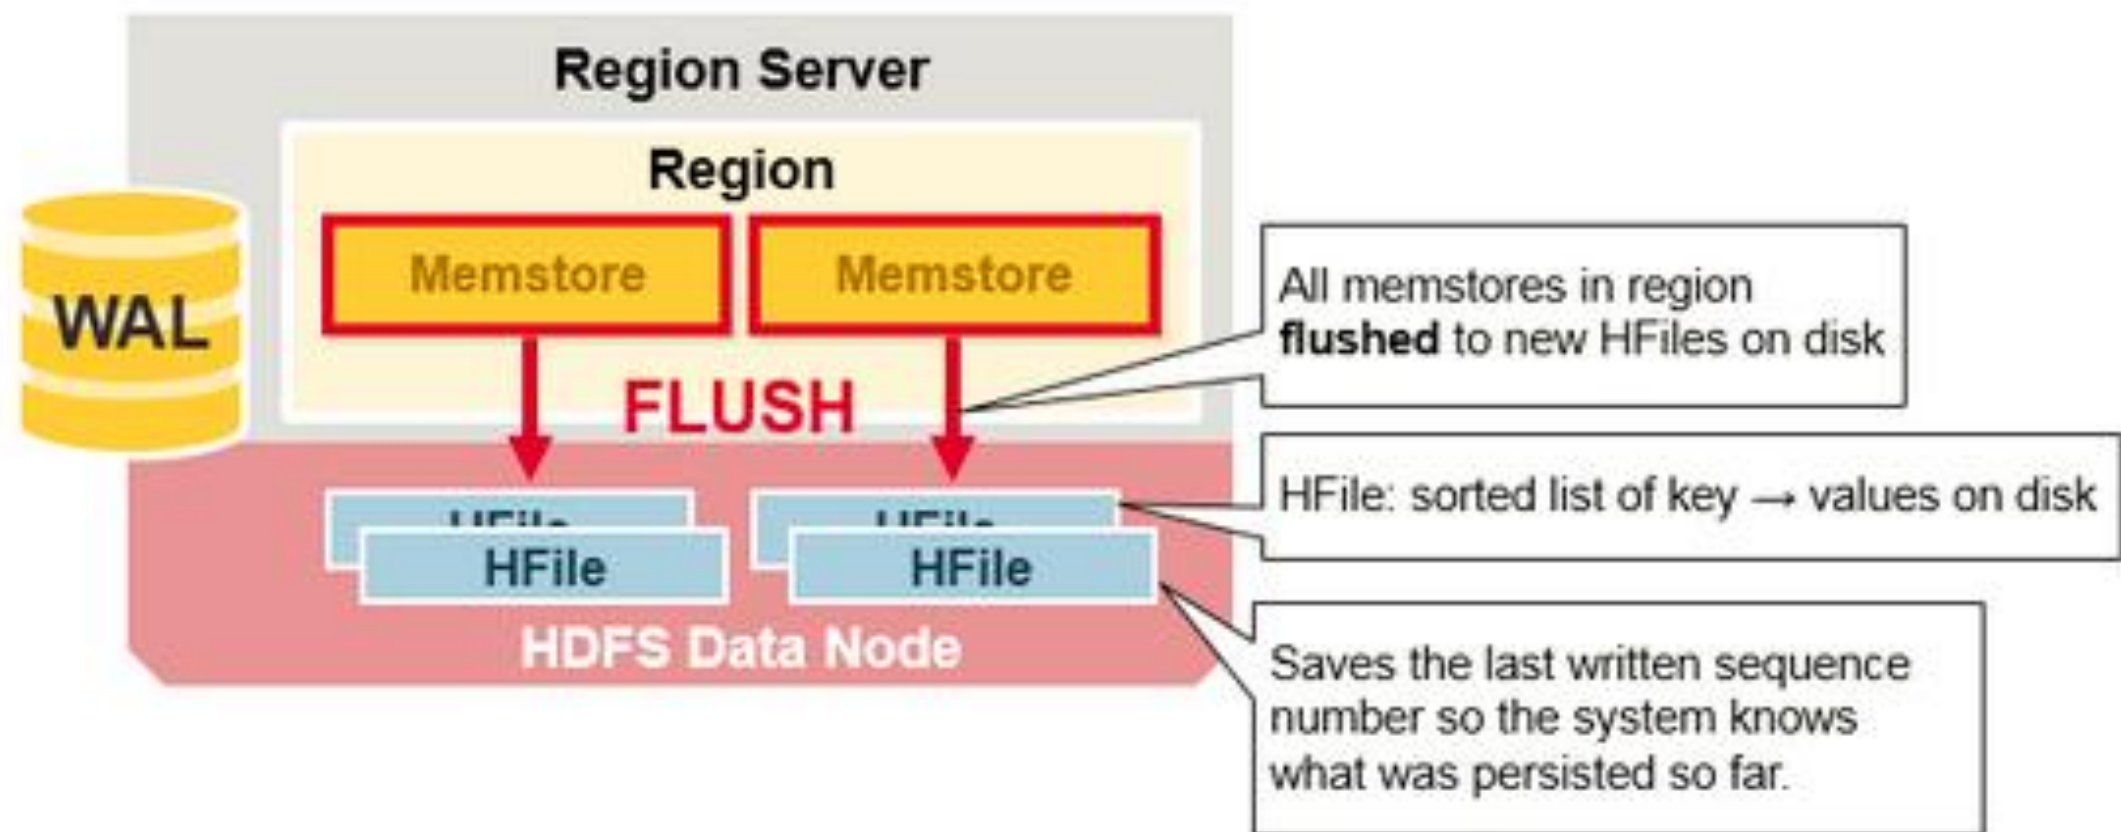 Region Server
Region
Memstore
Memstore
WAL
FLUSH
All memstores in region
flushed to new HFiles on disk
HFile: sorted list of key → values on disk
HFile
HFile
HFile
HFile
HDFS Data Node
Saves the last written sequence
number so the system knows
what was persisted so far.